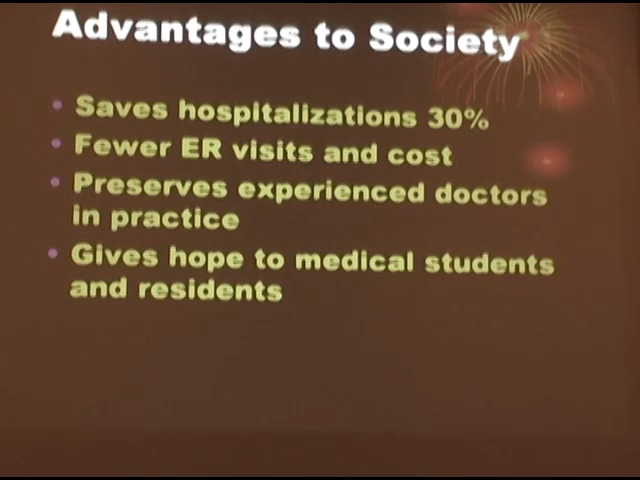 Advantages to Society
• Saves hospitalizations 30%
• Fewer ER visits and cost
• Preserves experienced doctors
in practice
• Gives hope to medical students
and residents